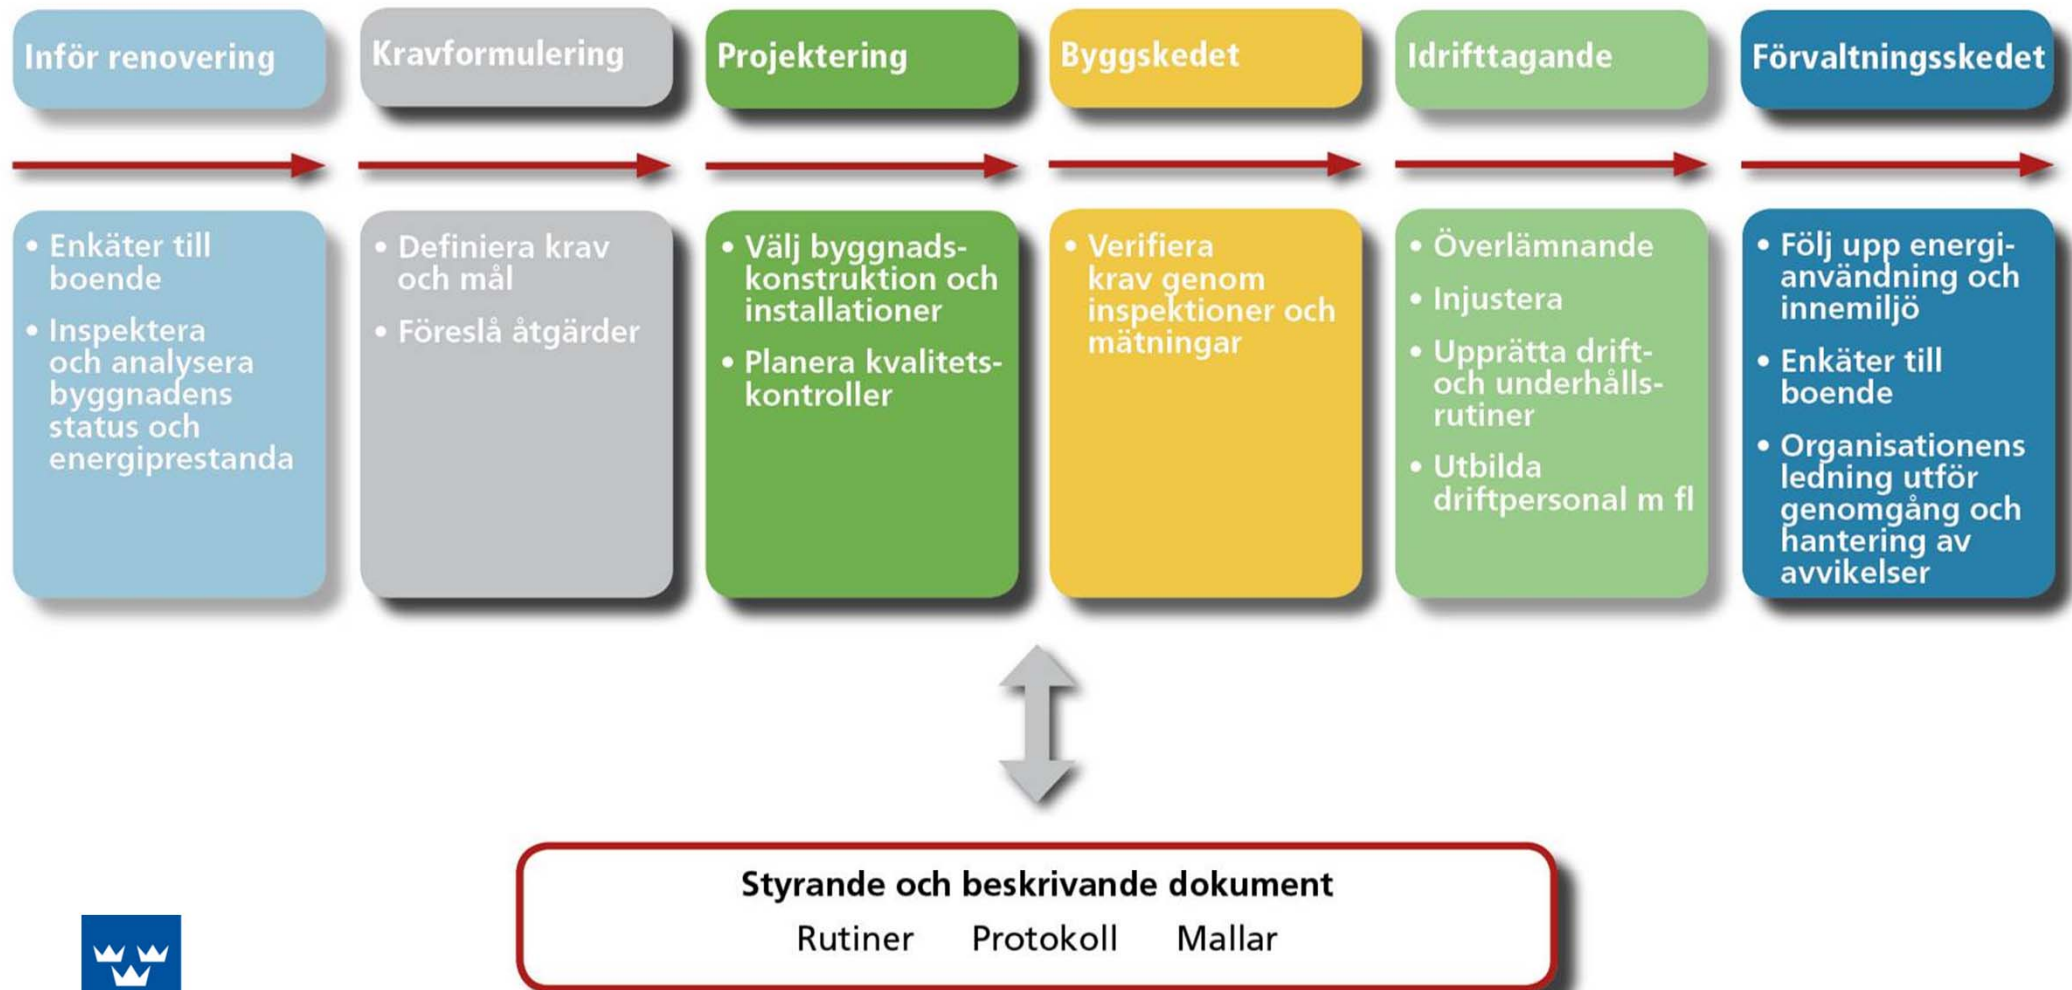 Inför renovering
Kravformulering
Projektering
Byggskedet
Idrifttagande
Förvaltningsskedet
• Enkäter till
boende
• Inspektera
och analysera
byggnadens
status och
energiprestanda
• Definiera krav
och mål
• Föreslå åtgärder
• Välj byggnads-
konstruktion och
installationer
• Planera kvalitets-
kontroller
• Verifiera
krav genom
inspektioner och
mätningar
• Överlämnande
• Injustera
• Upprätta drift-
och underhålls-
rutiner
• Utbilda
driftpersonal m fl
• Följ upp energi-
användning och
innemiljö
• Enkäter till
boende
• Organisationens
ledning utför
genomgång och
hantering av
avvikelser
Styrande och beskrivande dokument
Rutiner Protokoll Mallar